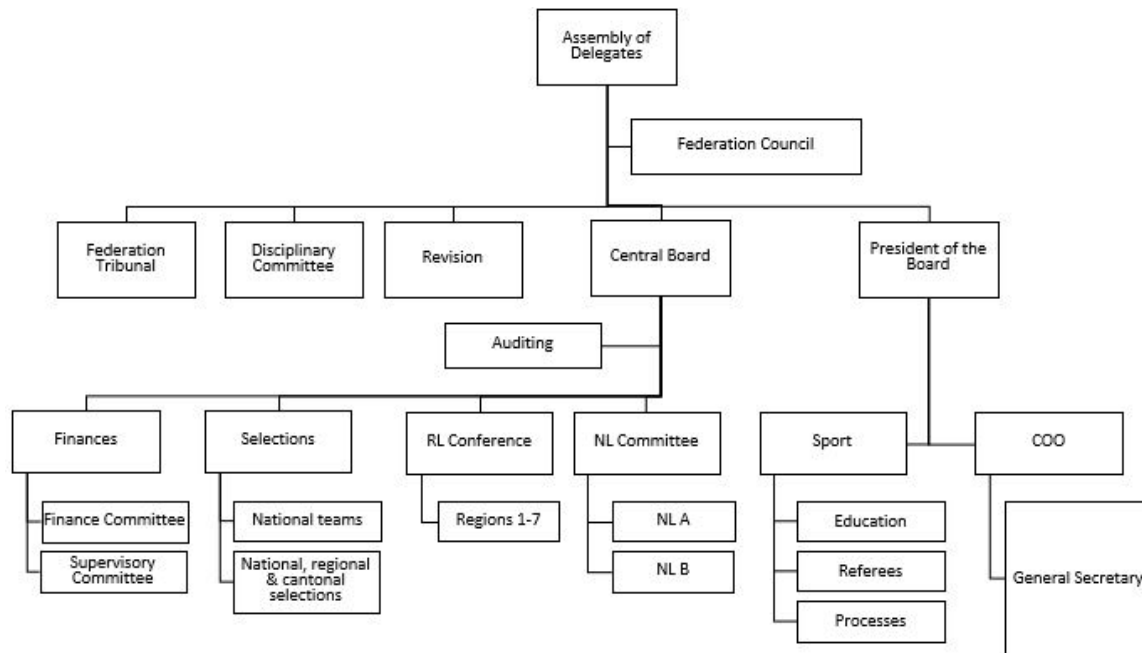 Assembly of
Delegates
Federation Council
Federation
Tribunal
Disciplinary
Committee
Revision
Central Board
President of the
Board
Auditing
Finances
Selections
RL Conference
NL Committee
Sport
COO
Finance Committee
National teams
Regions 1-7
NL A
Education
Supervisory
Committee
National, regional
& cantonal
selections
NL B
Referees
General Secretary
Processes